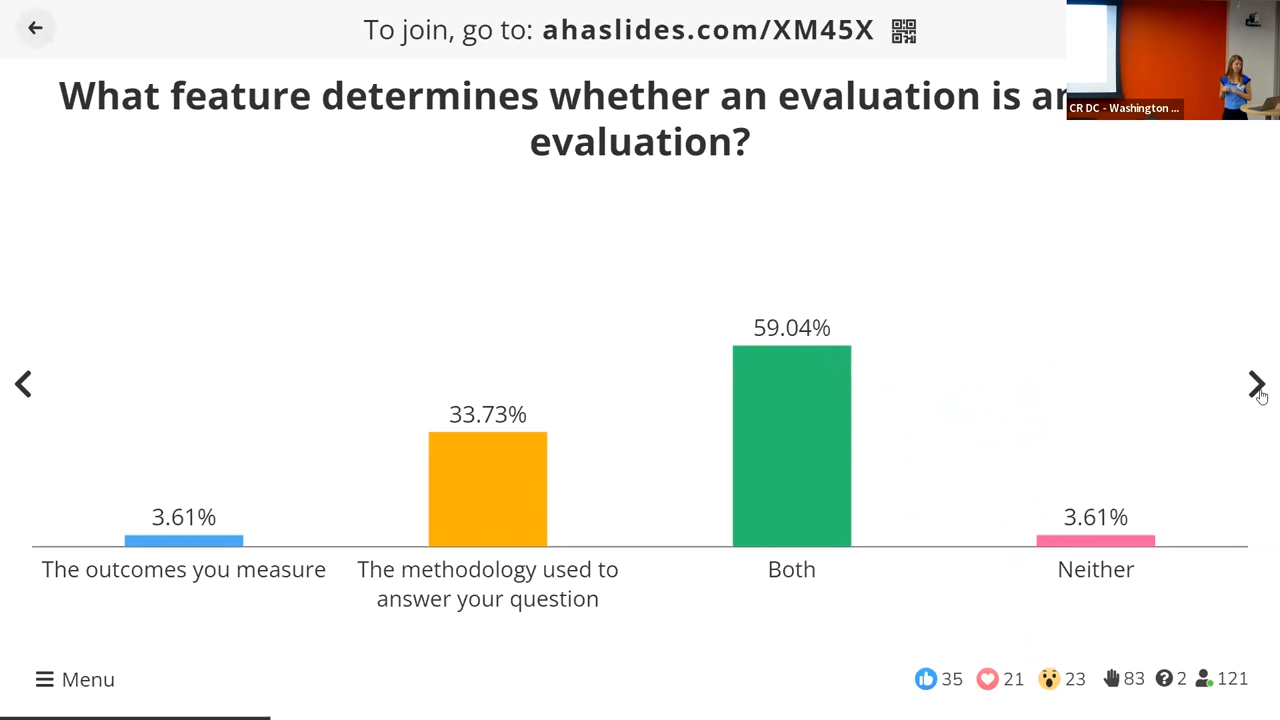 To join, go to: ahaslides.com/XM45X
What feature determines whether an evaluation is an
evaluation?
CR DC - Washington ...
59.04%
33.73%
3.61%
3.61%
The outcomes you measure
The methodology used to
answer your question
Both
Neither
Menu
35
21
23
83
2
121